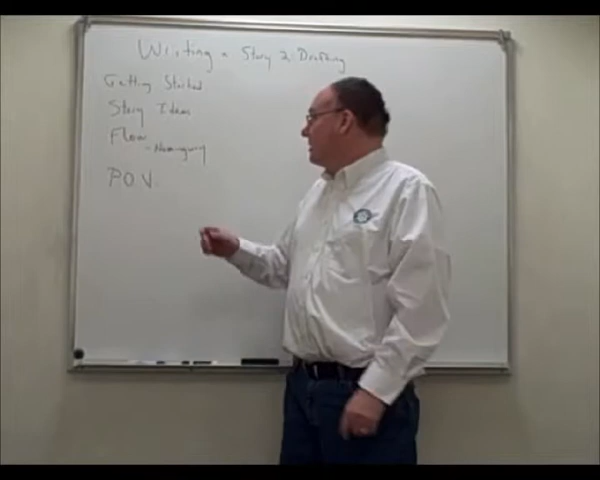 Writing a Story 2: Drafting
Getting Started
Story Ideas
Flow
- Hemingway
P.O.V.